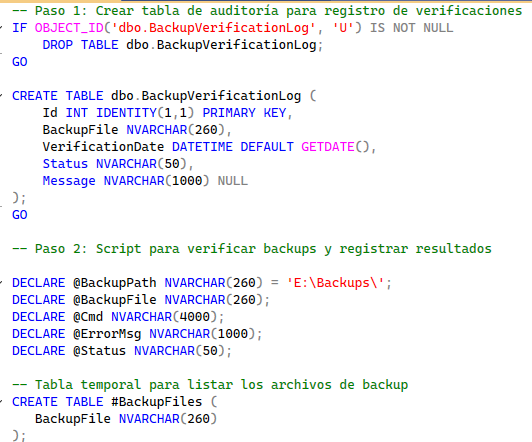 -- Paso 1: Crear tabla de auditoría para registro de verificaciones
IF OBJECT_ID('dbo.BackupVerificationLog', 'U') IS NOT NULL
    DROP TABLE dbo.BackupVerificationLog;
GO

CREATE TABLE dbo.BackupVerificationLog (
    Id INT IDENTITY(1,1) PRIMARY KEY,
    BackupFile NVARCHAR(260),
    VerificationDate DATETIME DEFAULT GETDATE(),
    Status NVARCHAR(50),
    Message NVARCHAR(1000) NULL
);
GO

-- Paso 2: Script para verificar backups y registrar resultados

DECLARE @BackupPath NVARCHAR(260) = 'E:\Backups\';
DECLARE @BackupFile NVARCHAR(260);
DECLARE @Cmd NVARCHAR(4000);
DECLARE @ErrorMsg NVARCHAR(1000);
DECLARE @Status NVARCHAR(50);

-- Tabla temporal para listar los archivos de backup
CREATE TABLE #BackupFiles (
   BackupFile NVARCHAR(260)
);